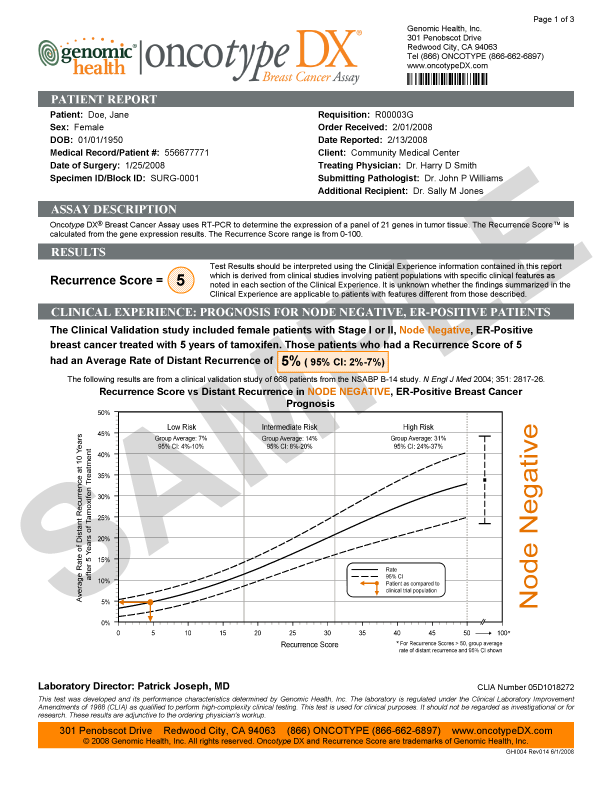 Page 1 of 3
genomic health
oncotype DX®
Breast Cancer Assay
Genomic Health, Inc.
301 Penobscot Drive
Redwood City, CA 94063
Tel (866) ONCOTYPE (866-662-6897)
www.oncotypeDX.com
PATIENT REPORT
Patient: Doe, Jane
Sex: Female
DOB: 01/01/1950
Medical Record/Patient #: 556677771
Date of Surgery: 1/25/2008
Specimen ID/Block ID: SURG-0001
Requisition: R00003G
Order Received: 2/01/2008
Date Reported: 2/13/2008
Client: Community Medical Center
Treating Physician: Dr. Harry D Smith
Submitting Pathologist: Dr. John P Williams
Additional Recipient: Dr. Sally M Jones
ASSAY DESCRIPTION
Oncotype DX® Breast Cancer Assay uses RT-PCR to determine the expression of a panel of 21 genes in tumor tissue. The Recurrence Score™ is
calculated from the gene expression results. The Recurrence Score range is from 0-100.
RESULTS
Recurrence Score = 5
Test Results should be interpreted using the Clinical Experience information contained in this report
which is derived from clinical studies involving patient populations with specific clinical features as
noted in each section of the Clinical Experience. It is unknown whether the findings summarized in the
Clinical Experience are applicable to patients with features different from those described.
CLINICAL EXPERIENCE: PROGNOSIS FOR NODE NEGATIVE, ER-POSITIVE PATIENTS
The Clinical Validation study included female patients with Stage I or II, Node Negative, ER-Positive
breast cancer treated with 5 years of tamoxifen. Those patients who had a Recurrence Score of 5
had an Average Rate of Distant Recurrence of 5% ( 95% CI: 2%-7%)
The following results are from a clinical validation study of 668 patients from the NSABP B-14 study. N Engl J Med 2004; 351: 2817-26.
Recurrence Score vs Distant Recurrence in NODE NEGATIVE, ER-Positive Breast Cancer
Prognosis
Average Rate of Distant Recurrence at 10 Years
after 5 Years of Tamoxifen Treatment
50%
45%
40%
35%
30%
25%
20%
15%
10%
5%
0%
Low Risk
Group Average: 7%
95% CI: 4%-10%
Intermediate Risk
Group Average: 14%
95% CI: 8%-20%
High Risk
Group Average: 31%
95% CI: 24%-37%
Rate
95% CI
Patient as compared to
clinical trial population
0 5 10 15 20 25 30 35 40 45 50 100*
Recurrence Score
* For Recurrence Scores > 50, group average
rate of distant recurrence and 95% CI shown
Node Negative
SAMPLE
Laboratory Director: Patrick Joseph, MD
CLIA Number 05D1018272
This test was developed and its performance characteristics determined by Genomic Health, Inc. The laboratory is regulated under the Clinical Laboratory Improvement
Amendments of 1988 (CLIA) as qualified to perform high-complexity clinical testing. This test is used for clinical purposes. It should not be regarded as investigational or for
research. These results are adjunctive to the ordering physician's workup.
301 Penobscot Drive Redwood City, CA 94063 (866) ONCOTYPE (866-662-6897) www.oncotypeDX.com
© 2008 Genomic Health, Inc. All rights reserved. Oncotype DX and Recurrence Score are trademarks of Genomic Health, Inc.
GHI004 Rev014 6/1/2008